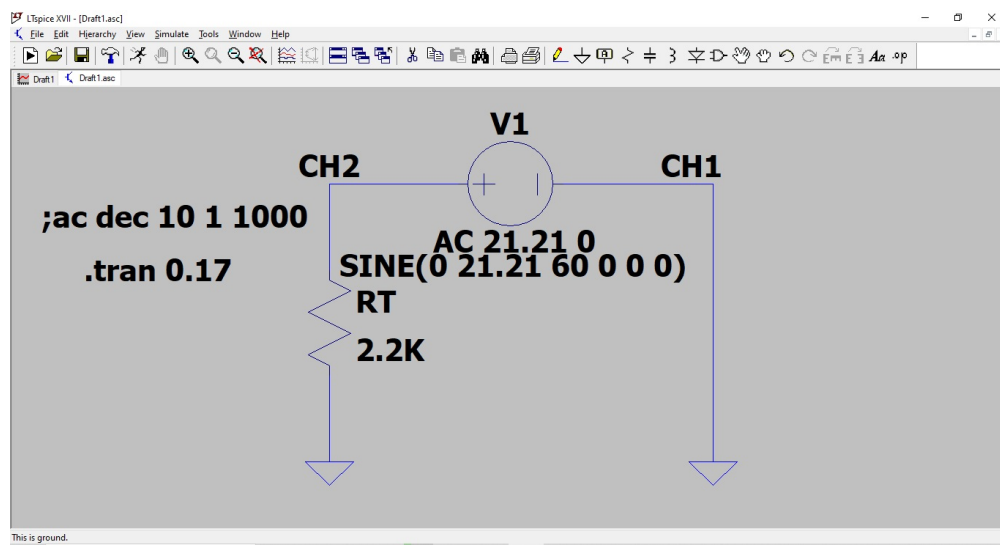 LTspice XVII - [Draft1.asc]
File Edit Hierarchy View Simulate Tools Window Help
Aa .op
Draft1 Draft1.asc
V1
CH2 CH1
;ac dec 10 1 1000
AC 21.21 0
.tran 0.17
SINE(0 21.21 60 0 0 0)
RT
2.2K
This is ground.